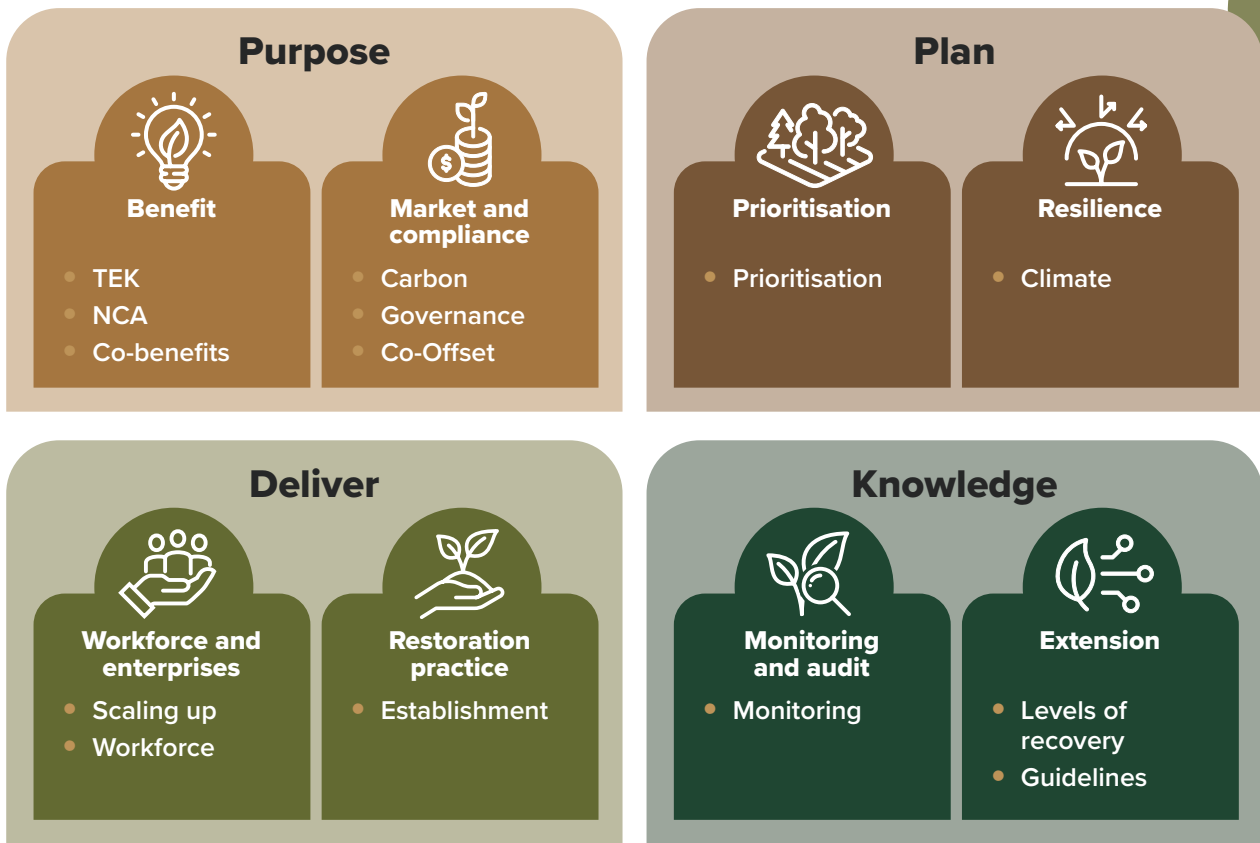 Purpose
Benefit
TEK
NCA
Co-benefits
$
Market and
compliance
Carbon
Governance
Co-Offset
Plan
Prioritisation
Prioritisation
Resilience
Climate
Deliver
Workforce and
enterprises
Scaling up
Workforce
Restoration
practice
Establishment
Knowledge
Monitoring
and audit
Monitoring
Extension
Levels of
recovery
Guidelines